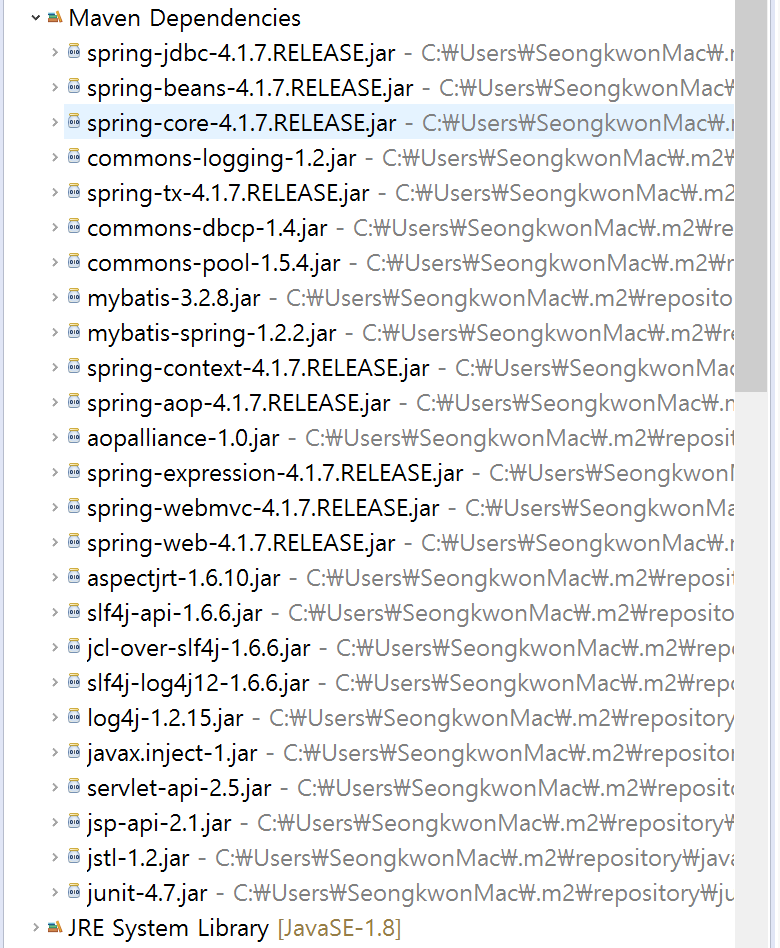 Maven Dependencies
spring-jdbc-4.1.7.RELEASE.jar - C:₩Users₩SeongkwonMac₩.
spring-beans-4.1.7.RELEASE.jar - C:₩Users₩SeongkwonMac₩
spring-core-4.1.7.RELEASE.jar - C:₩Users₩SeongkwonMac₩.
commons-logging-1.2.jar - C:₩Users₩SeongkwonMac₩.m2₩
spring-tx-4.1.7.RELEASE.jar - C:₩Users₩SeongkwonMac₩.m2
commons-dbcp-1.4.jar - C:₩Users₩SeongkwonMac₩.m2₩re
commons-pool-1.5.4.jar - C:₩Users₩SeongkwonMac₩.m2₩r
mybatis-3.2.8.jar - C:₩Users₩SeongkwonMac₩.m2₩reposito
mybatis-spring-1.2.2.jar - C:₩Users₩SeongkwonMac₩.m2₩re
spring-context-4.1.7.RELEASE.jar - C:₩Users₩SeongkwonMac
spring-aop-4.1.7.RELEASE.jar - C:₩Users₩SeongkwonMac₩.m
aopalliance-1.0.jar - C:₩Users₩SeongkwonMac₩.m2₩reposit
spring-expression-4.1.7.RELEASE.jar - C:₩Users₩Seongkwon
spring-webmvc-4.1.7.RELEASE.jar - C:₩Users₩SeongkwonMa
spring-web-4.1.7.RELEASE.jar - C:₩Users₩SeongkwonMac₩.
aspectjrt-1.6.10.jar - C:₩Users₩SeongkwonMac₩.m2₩reposit
slf4j-api-1.6.6.jar - C:₩Users₩SeongkwonMac₩.m2₩reposito
jcl-over-slf4j-1.6.6.jar - C:₩Users₩SeongkwonMac₩.m2₩rep
slf4j-log4j12-1.6.6.jar - C:₩Users₩SeongkwonMac₩.m2₩rep
log4j-1.2.15.jar - C:₩Users₩SeongkwonMac₩.m2₩repository
javax.inject-1.jar - C:₩Users₩SeongkwonMac₩.m2₩reposito
servlet-api-2.5.jar - C:₩Users₩SeongkwonMac₩.m2₩reposito
jsp-api-2.1.jar - C:₩Users₩SeongkwonMac₩.m2₩repository₩
jstl-1.2.jar - C:₩Users₩SeongkwonMac₩.m2₩repository₩java
junit-4.7.jar - C:₩Users₩SeongkwonMac₩.m2₩repository₩ju
JRE System Library [JavaSE-1.8]